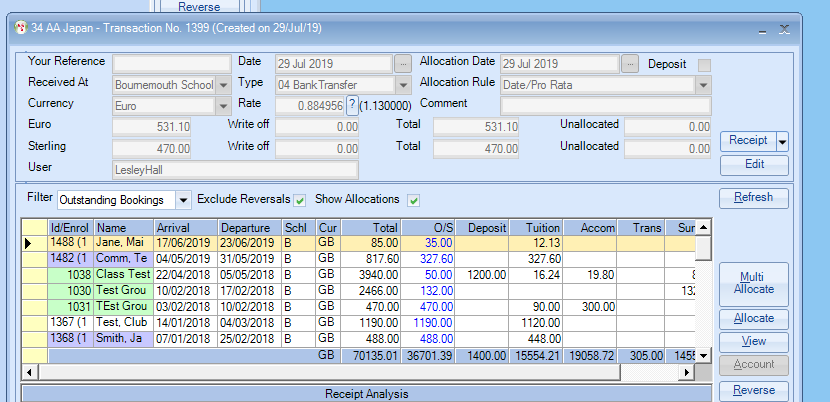 Reverse
34 AA Japan - Transaction No. 1399 (Created on 29/Jul/19)
Your Reference Date 29 Jul 2019 ... Allocation Date 29 Jul 2019 ... Deposit
Received At Bournemouth School Type 04 BankTransfer Allocation Rule Date/Pro Rata
Currency Euro Rate 0.884956 ? (1.130000) Comment
Euro 531.10 Write off 0.00 Total 531.10 Unallocated 0.00
Sterling 470.00 Write off 0.00 Total 470.00 Unallocated 0.00
Receipt
User LesleyHall
Edit
Filter Outstanding Bookings Exclude Reversals Show Allocations
Refresh
Id/Enrol Name Arrival Departure Schl Cur Total O/S Deposit Tuition Accom Trans Sur
1488 (1 Jane, Mai 17/06/2019 23/06/2019 B GB 85.00 35.00 12.13
1482 (1 Comm, Te 04/05/2019 31/05/2019 B GB 817.60 327.60 327.60
1038 Class Test 22/04/2018 05/05/2018 B GB 3940.00 50.00 1200.00 16.24 19.80
1030 Test Grou 10/02/2018 17/02/2018 B GB 2466.00 132.00 132
1031 TEst Grou 03/02/2018 10/02/2018 B GB 470.00 470.00 90.00 300.00
1367 (1 Test, Club 14/01/2018 04/03/2018 B GB 1190.00 1190.00 1120.00
1368 (1 Smith, Ja 07/01/2018 25/02/2018 B GB 488.00 488.00 448.00
GB 70135.01 36701.39 1400.00 15554.21 19058.72 305.00 1455
Multi
Allocate
Allocate
View
Account
Reverse
Receipt Analysis